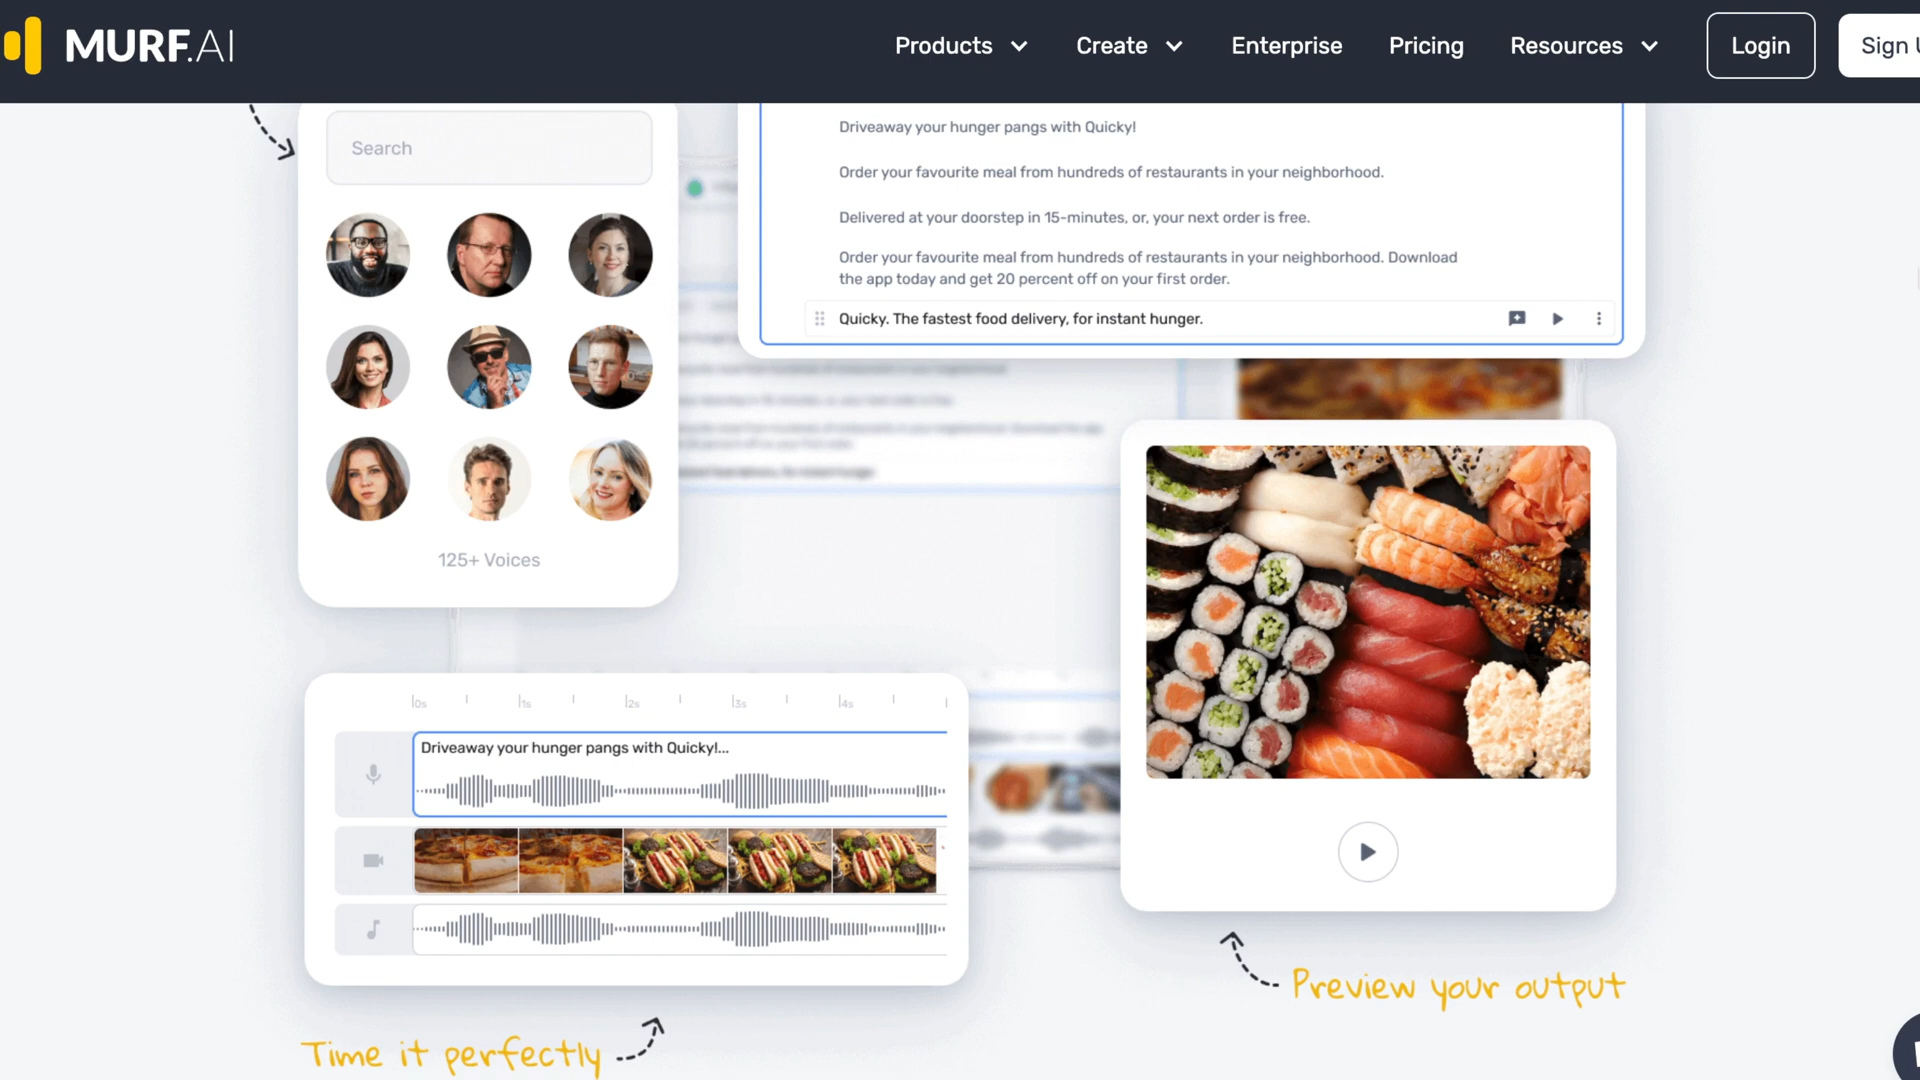 MURF.AI
Products
Create
Enterprise
Pricing
Resources
Login
Sign
Search
125+ Voices
Driveaway your hunger pangs with Quicky!
Order your favourite meal from hundreds of restaurants in your neighborhood.
Delivered at your doorstep in 15-minutes, or, your next order is free.
Order your favourite meal from hundreds of restaurants in your neighborhood. Download
the app today and get 20 percent off on your first order.
Quicky. The fastest food delivery, for instant hunger.
0s
1s
2s
3s
4s
Driveaway your hunger pangs with Quicky!...
Preview your output
Time it perfectly